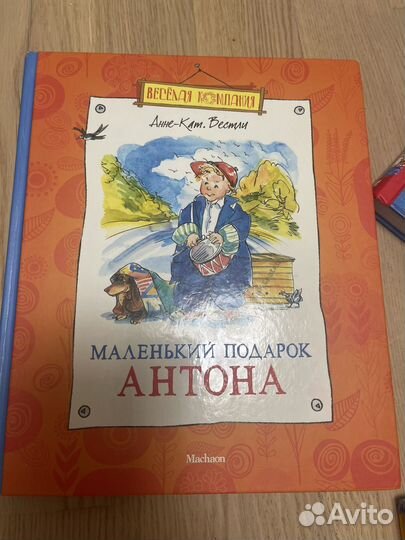 ВЕСЁЛАЯ КОМПАНИЯ
Анне-Кат. Вестли
МАЛЕНЬКИЙ ПОДАРОК
АНТОНА
Machaon
Avito